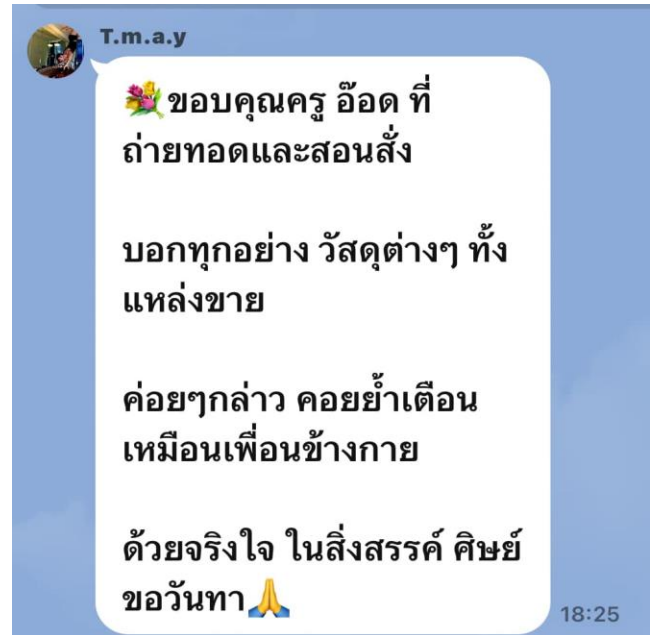 T.m.a.y
💐ขอบคุณครู อ๊อด ที่
ถ่ายทอดและสอนสั่ง
บอกทุกอย่าง วัสดุต่างๆ ทั้ง
แหล่งขาย
ค่อยๆกล่าว คอยย้ำเตือน
เหมือนเพื่อนข้างกาย
ด้วยจริงใจ ในสิ่งสรรค์ ศิษย์
ขอวันทา🙏
18:25